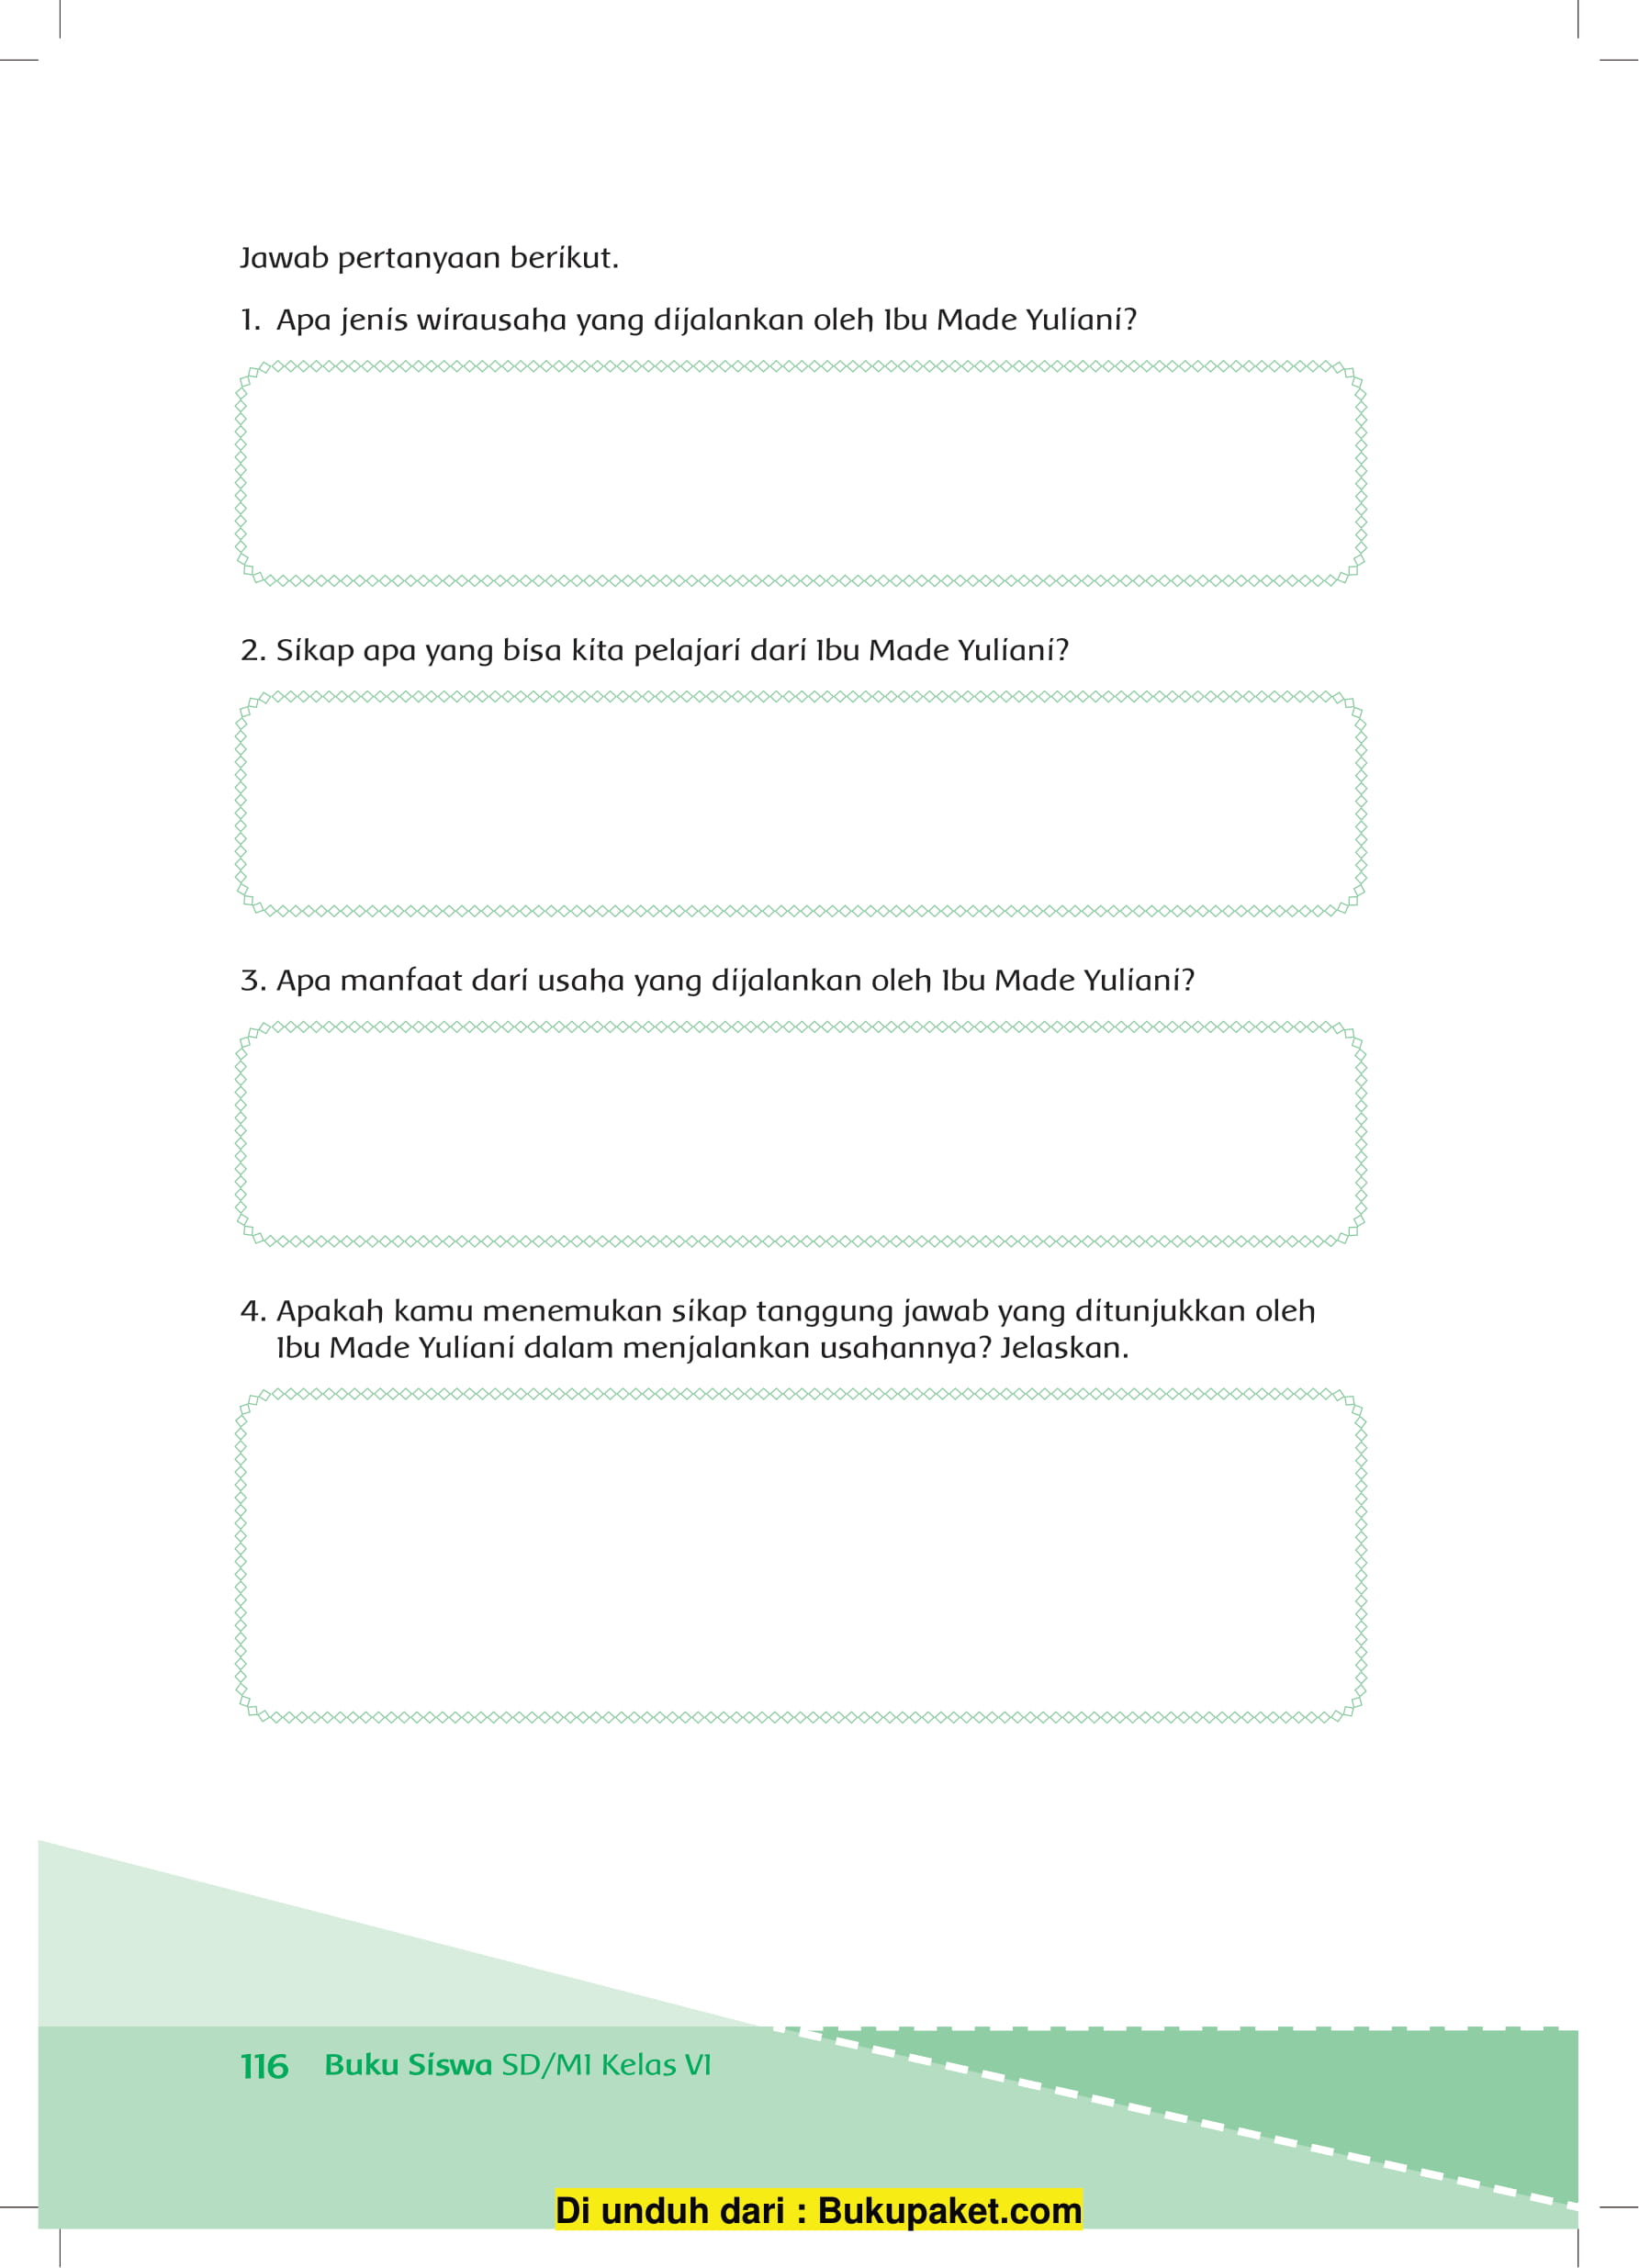 Jawab pertanyaan berikut.
1. Apa jenis wirausaha yang dijalankan oleh Ibu Made Yuliani?
2. Sikap apa yang bisa kita pelajari dari Ibu Made Yuliani?
3. Apa manfaat dari usaha yang dijalankan oleh Ibu Made Yuliani?
4. Apakah kamu menemukan sikap tanggung jawab yang ditunjukkan oleh
Ibu Made Yuliani dalam menjalankan usahannya? Jelaskan.
116 Buku Siswa SD/MI Kelas VI
Di unduh dari : Bukupaket.com